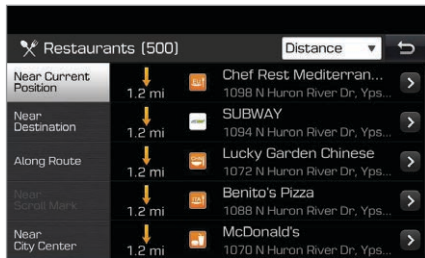 Restaurants (500)
Distance
Near Current
Position
1.2 mi
Chef Rest Mediterran...
1098 N Huron River Dr, Yps...
Near
Destination
1.2 mi
SUBWAY
1094 N Huron River Dr, Yps...
Along Route
1.2 mi
Lucky Garden Chinese
1072 N Huron River Dr, Yps...
Near
Scroll Mark
1.2 mi
Benito's Pizza
1088 N Huron River Dr, Yps...
Near
City Center
1.2 mi
McDonald's
1070 N Huron River Dr, Yps...